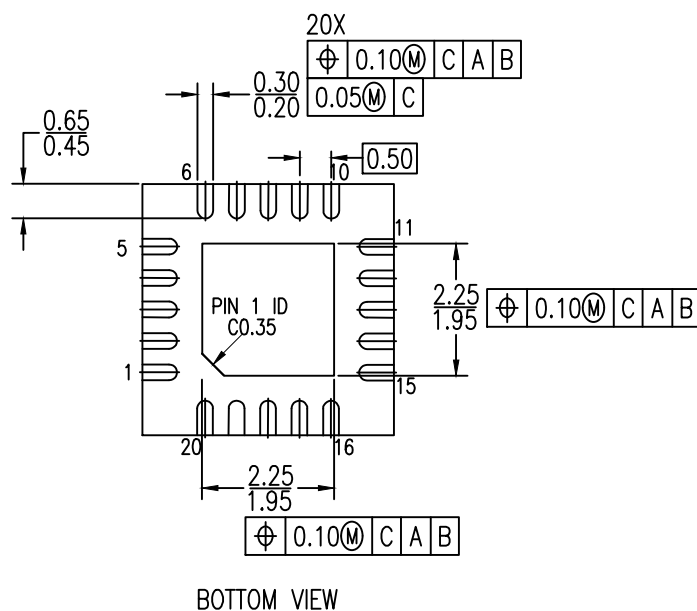 20X
⌖ 0.10Ⓜ C A B
0.05Ⓜ C
0.30
0.20
0.65
0.45
0.50
6
10
5
11
2.25
1.95
⌖ 0.10Ⓜ C A B
PIN 1 ID
C0.35
1
15
20
16
2.25
1.95
⌖ 0.10Ⓜ C A B
BOTTOM VIEW